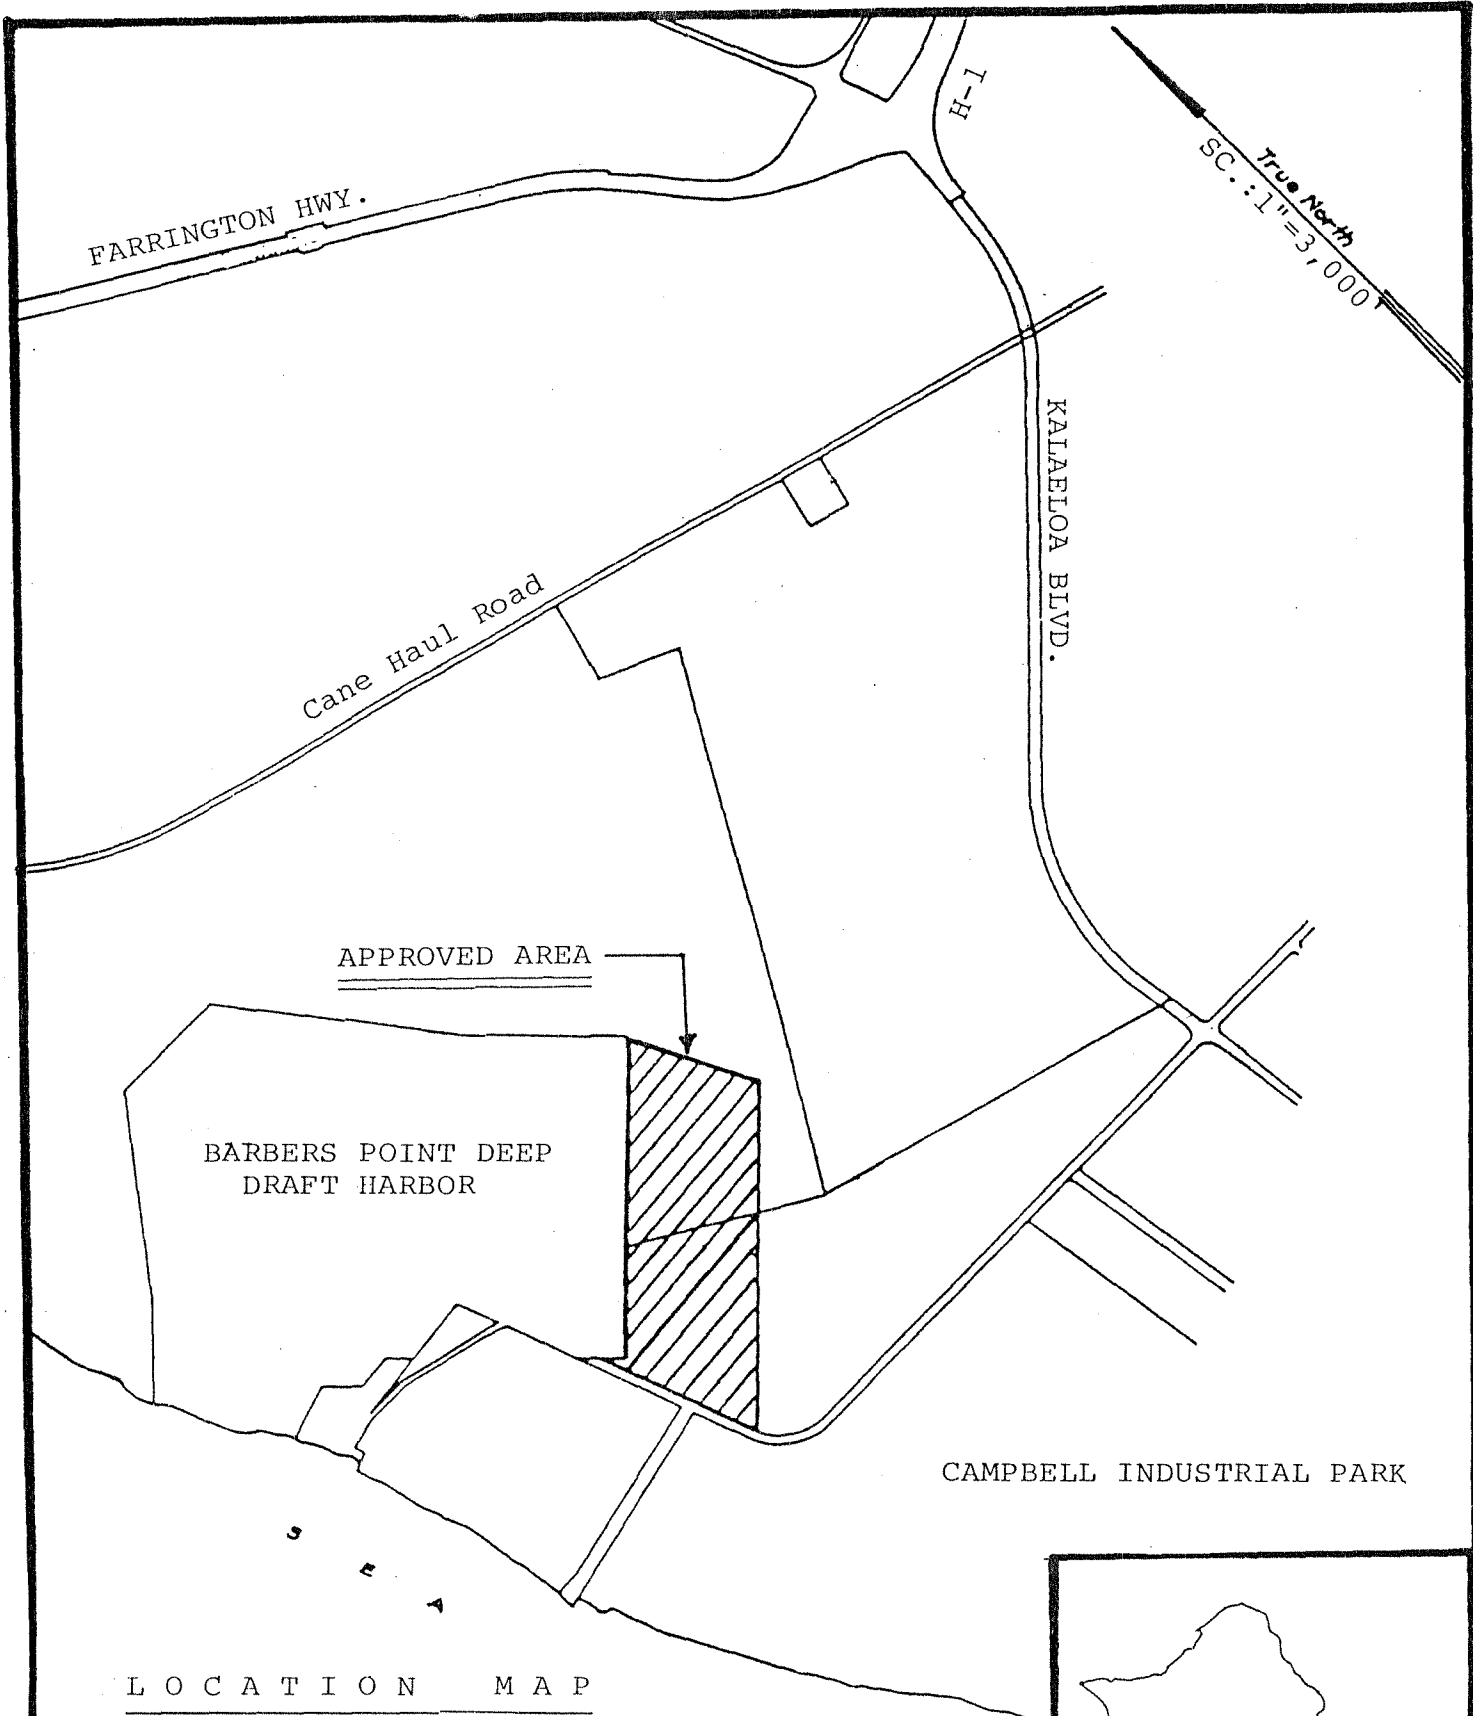 H-1
True North
SC.:1"=3,000'
FARRINGTON HWY.
KALAELOA BLVD.
Cane Haul Road
APPROVED AREA
BARBERS POINT DEEP
DRAFT HARBOR
CAMPBELL INDUSTRIAL PARK
SEA
LOCATION MAP